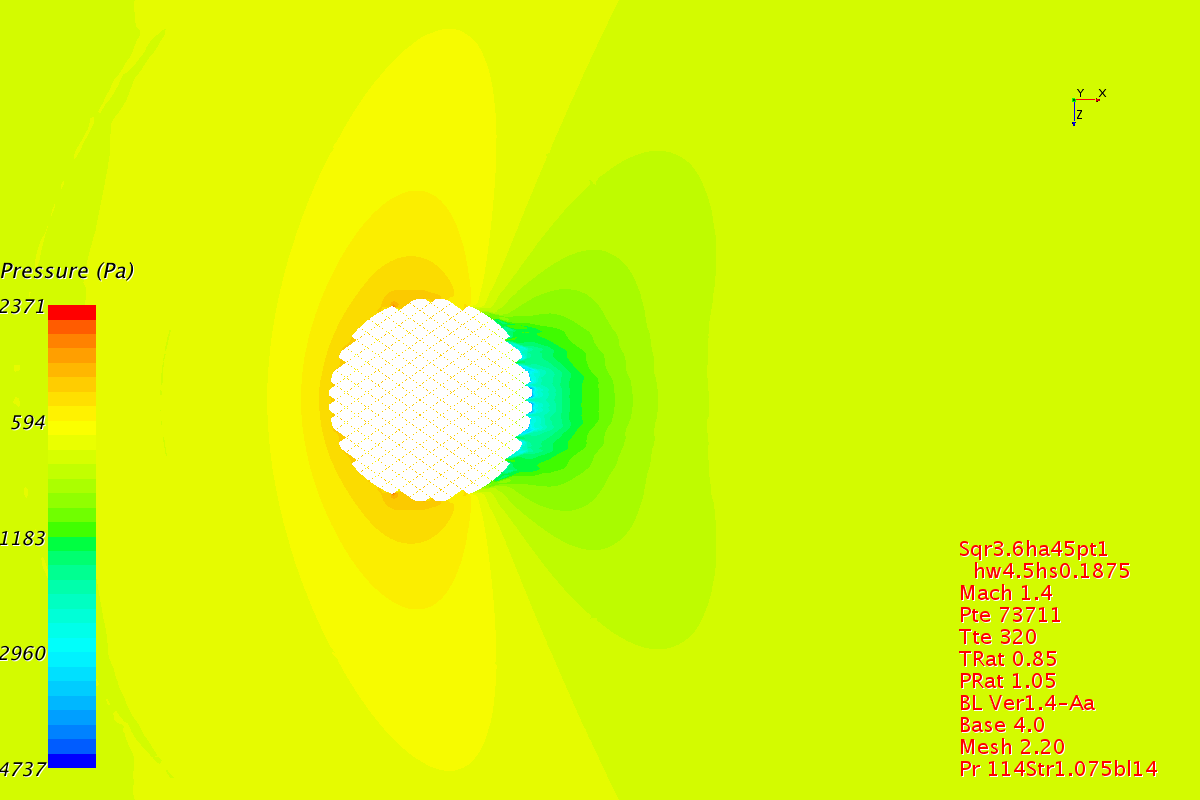 Y X
Z
Pressure (Pa)
2371
594
1183
2960
4737
Sqr3.6ha45pt1
hw4.5hs0.1875
Mach 1.4
Pte 73711
Tte 320
TRat 0.85
PRat 1.05
BL Ver1.4-Aa
Base 4.0
Mesh 2.20
Pr 114Str1.075bl14